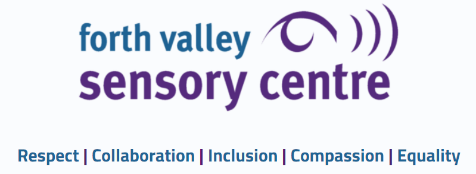 forth valley
sensory centre
Respect | Collaboration | Inclusion | Compassion | Equality